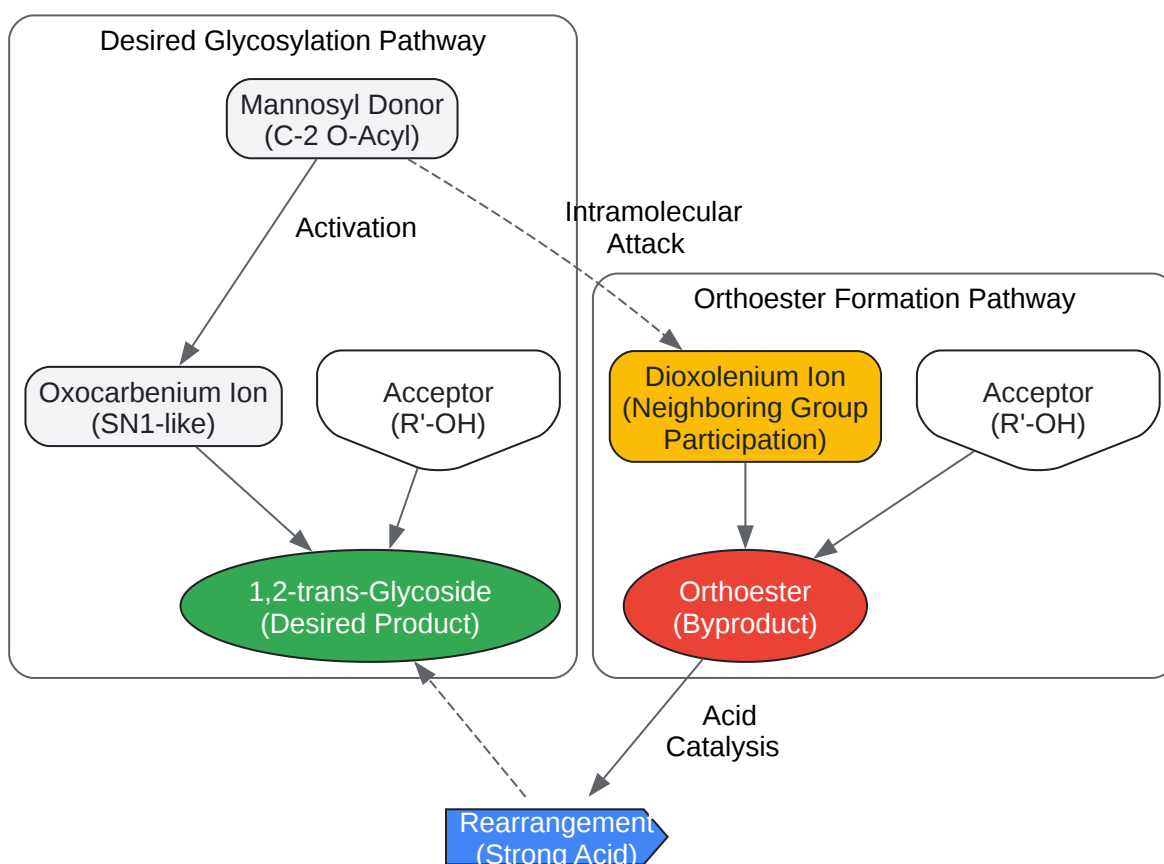 Desired Glycosylation Pathway
Mannosyl Donor
(C-2 O-Acyl)
Activation
Intramolecular
Attack
Orthoester Formation Pathway
Oxocarbenium Ion
(SN1-like)
Acceptor
(R'-OH)
Dioxolenium Ion
(Neighboring Group
Participation)
Acceptor
(R'-OH)
1,2-trans-Glycoside
(Desired Product)
Orthoester
(Byproduct)
Acid
Catalysis
Rearrangement
(Strong Acid)